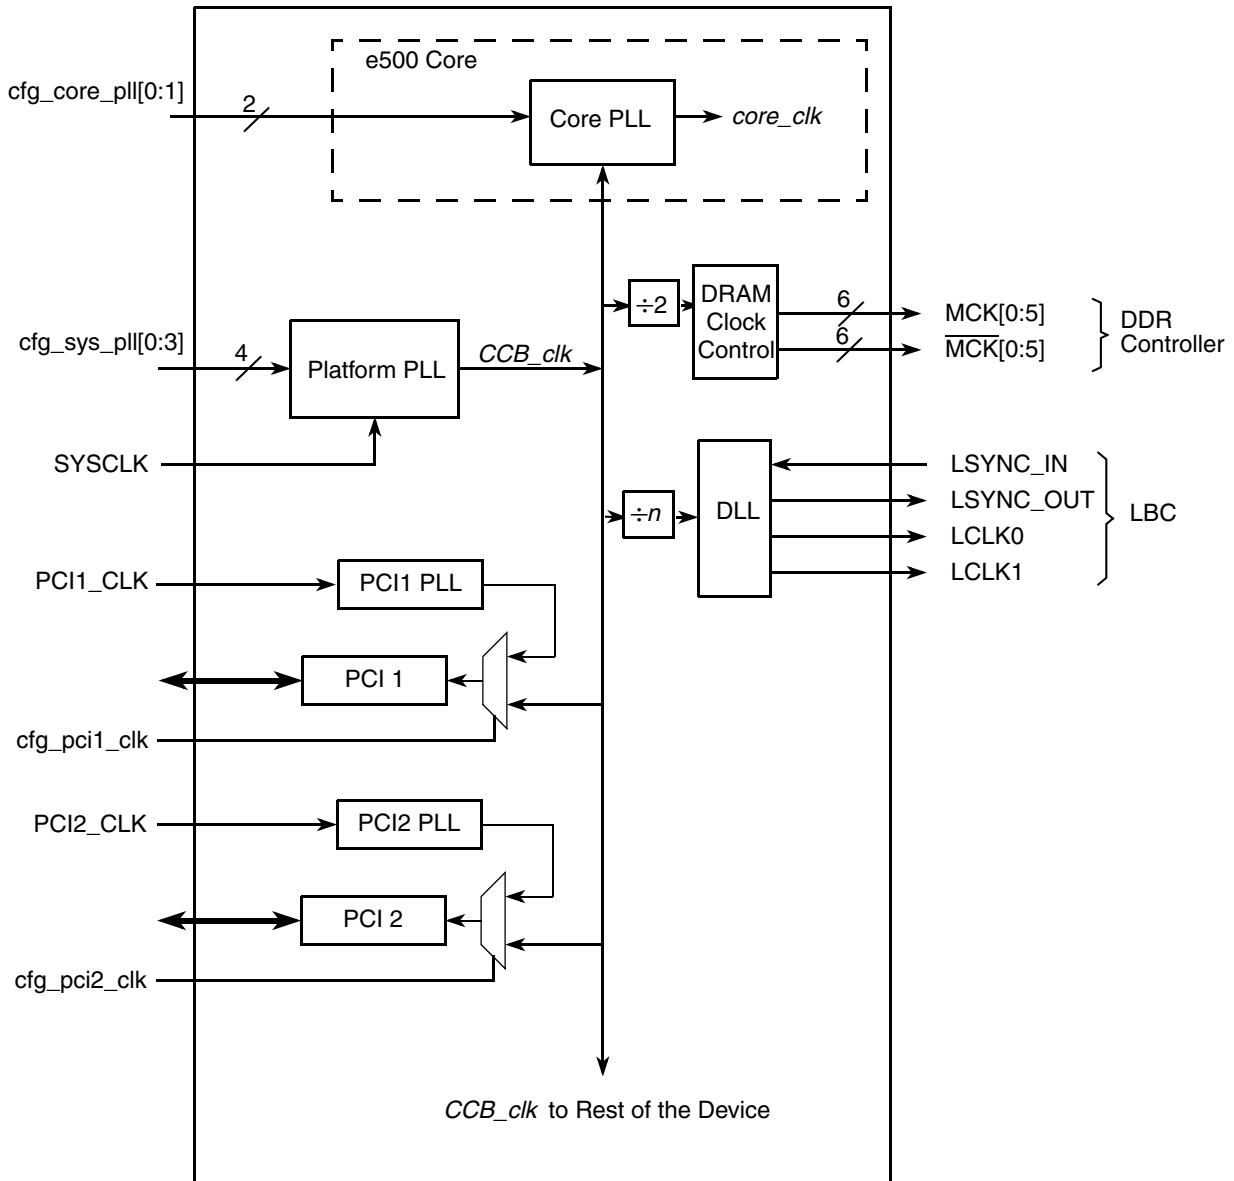 e500 Core
cfg_core_pll[0:1]
2
Core PLL
core_clk
÷2
DRAM
Clock
Control
6
6
MCK[0:5]
MCK[0:5]
DDR
Controller
cfg_sys_pll[0:3]
4
Platform PLL
CCB_clk
SYSCLK
÷n
DLL
LSYNC_IN
LSYNC_OUT
LCLK0
LCLK1
LBC
PCI1_CLK
PCI1 PLL
PCI 1
cfg_pci1_clk
PCI2_CLK
PCI2 PLL
PCI 2
cfg_pci2_clk
CCB_clk to Rest of the Device